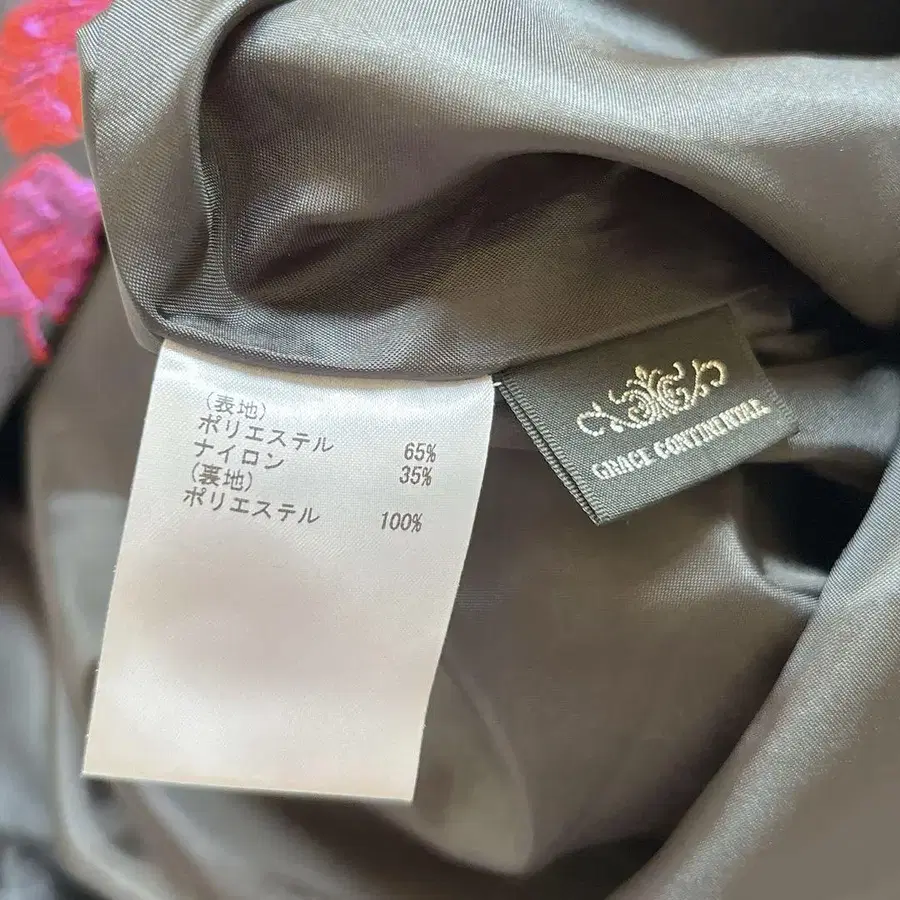 (表地)
ポリエステル 65%
ナイロン 35%
(裏地)
ポリエステル 100%
GRACE CONTINENTAL